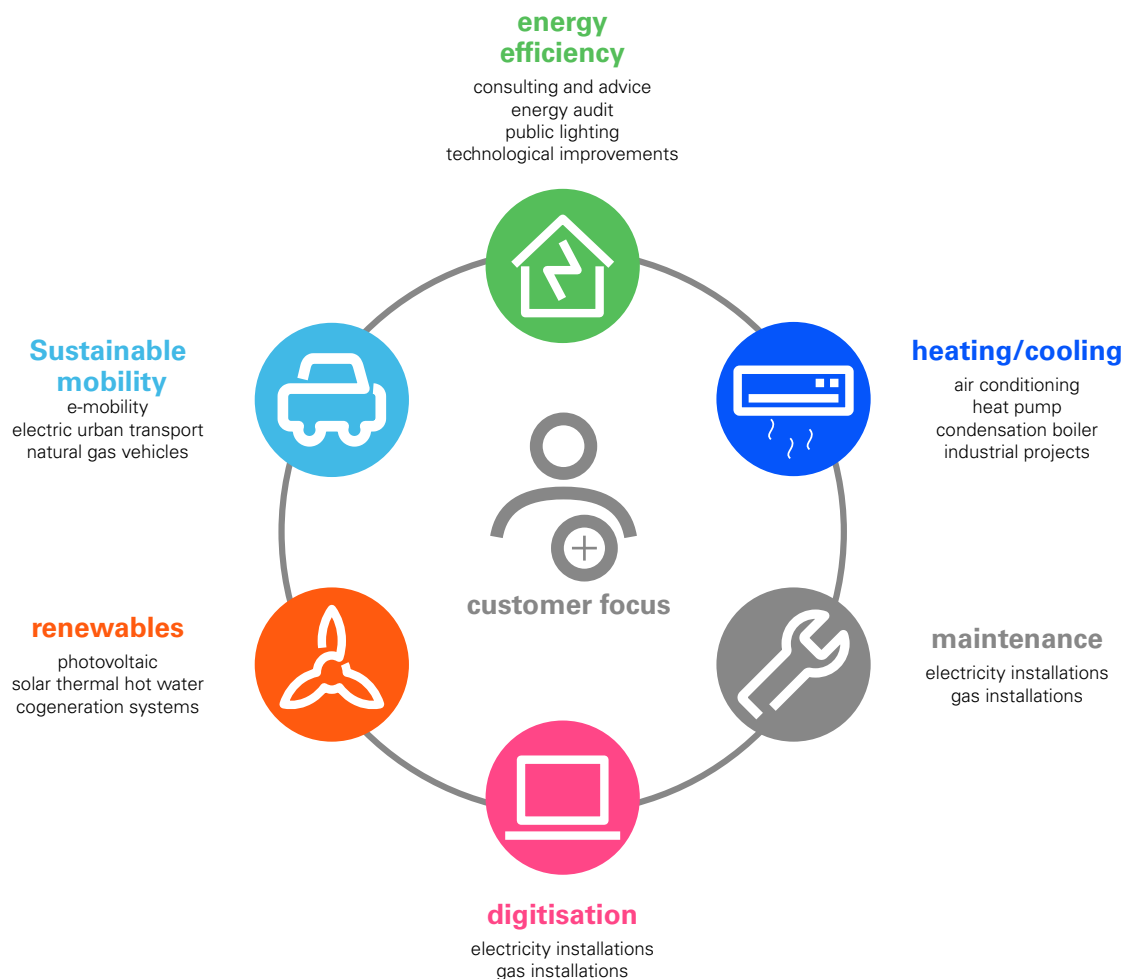 energy
efficiency
consulting and advice
energy audit
public lighting
technological improvements
Sustainable
mobility
e-mobility
electric urban transport
natural gas vehicles
heating/cooling
air conditioning
heat pump
condensation boiler
industrial projects
customer focus
renewables
photovoltaic
solar thermal hot water
cogeneration systems
maintenance
electricity installations
gas installations
digitisation
electricity installations
gas installations